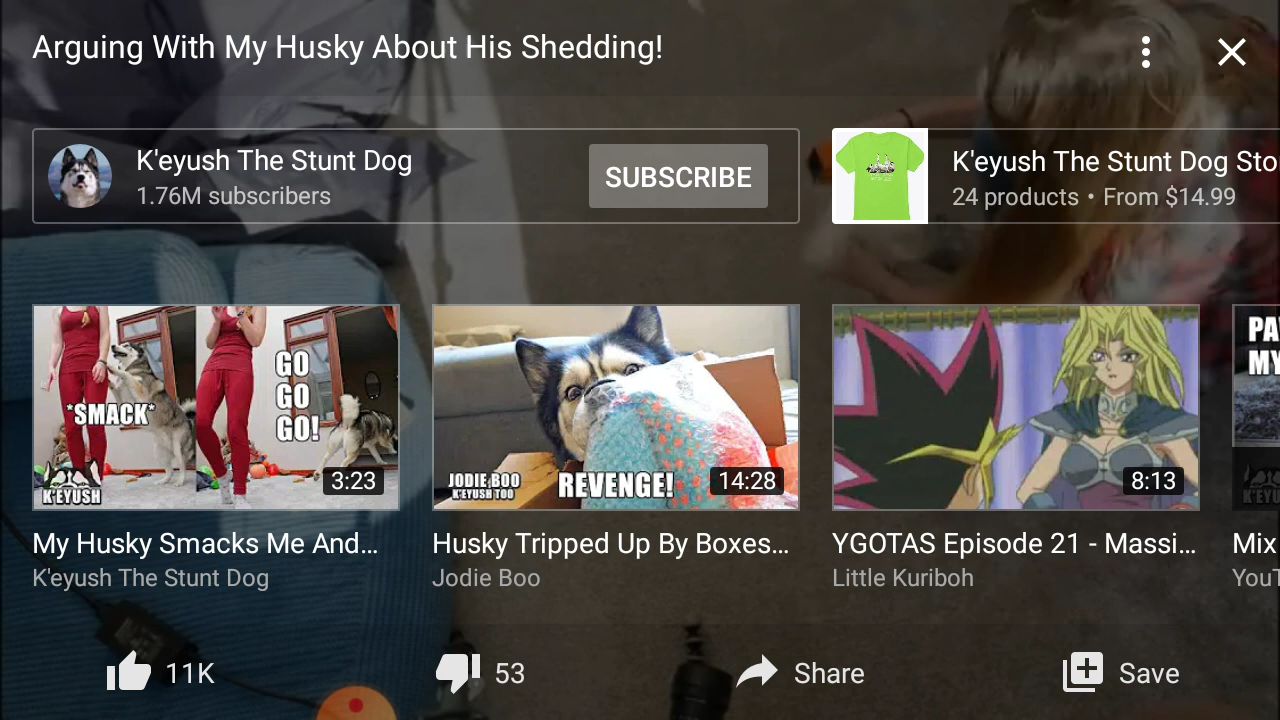 Arguing With My Husky About His Shedding!
K'eyush The Stunt Dog
1.76M subscribers
SUBSCRIBE
K'eyush The Stunt Dog Sto
24 products • From $14.99
*SMACK*
GO
GO
GO!
K'EYUSH
3:23
JODIE BOO
K'EYUSH TOO
REVENGE!
14:28
8:13
PA
MY
My Husky Smacks Me And...
K'eyush The Stunt Dog
Husky Tripped Up By Boxes...
Jodie Boo
YGOTAS Episode 21 - Massi...
Little Kuriboh
Mix
YouT
11K
53
Share
Save